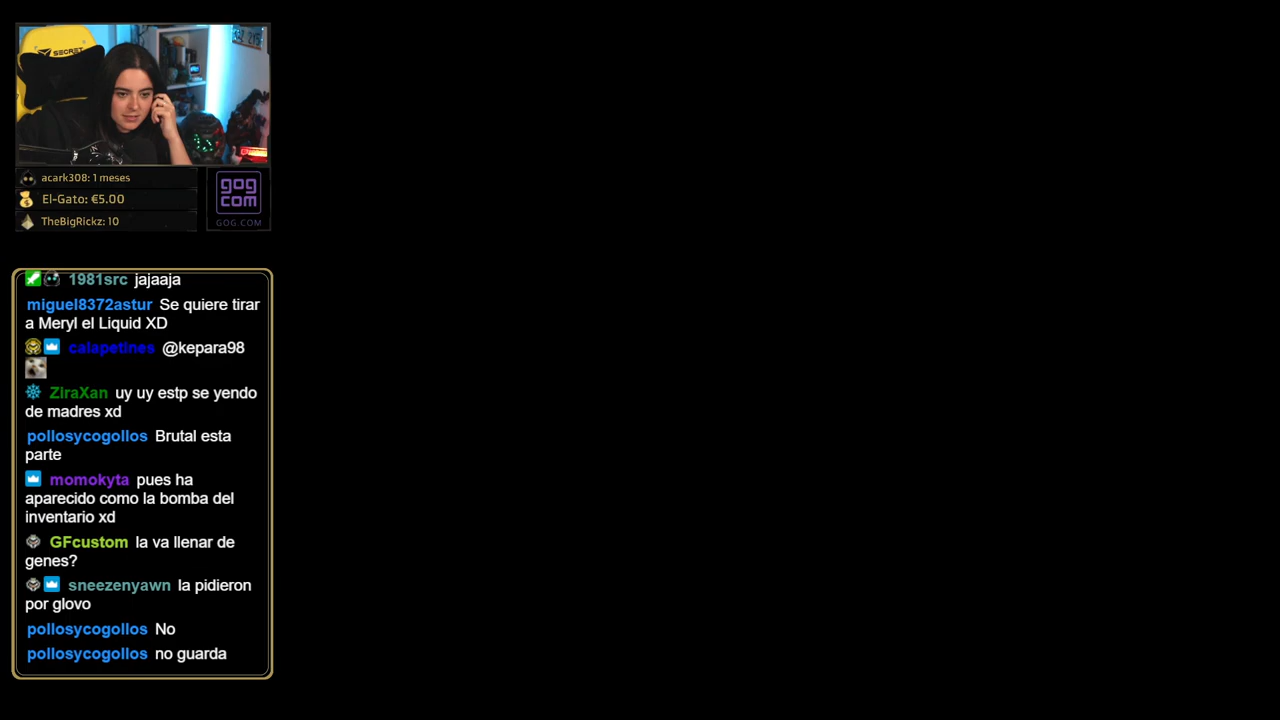 SECRET
acark308: 1 meses
El-Gato: €5.00
TheBigRickz: 10
gog
com
GOG.COM
1981src jajaaja
miguel8372astur Se quiere tirar
a Meryl el Liquid XD
calapetines @kepara98
ZiraXan uy uy estp se yendo
de madres xd
pollosycogollos Brutal esta
parte
momokyta pues ha
aparecido como la bomba del
inventario xd
GFcustom la va llenar de
genes?
sneezenyawn la pidieron
por glovo
pollosycogollos No
pollosycogollos no guarda